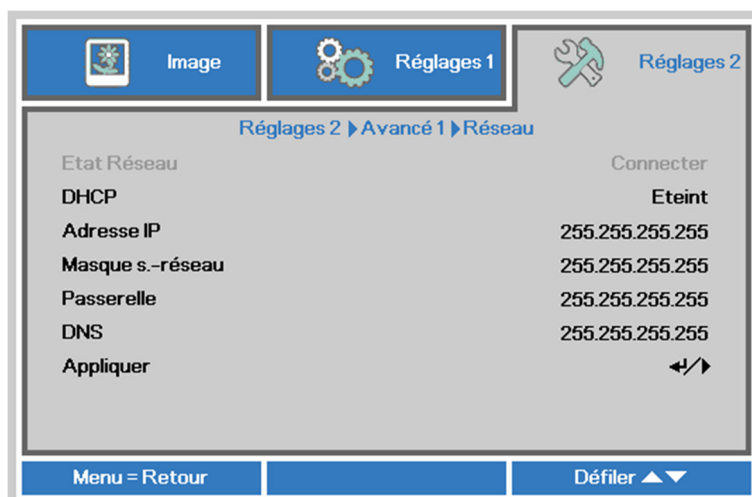 Image
Réglages 1
Réglages 2
Réglages 2 ▶ Avancé 1 ▶ Réseau
Etat Réseau Connecter
DHCP Eteint
Adresse IP 255.255.255.255
Masque s.-réseau 255.255.255.255
Passerelle 255.255.255.255
DNS 255.255.255.255
Appliquer ↵/▶
Menu = Retour
Défiler ▲▼